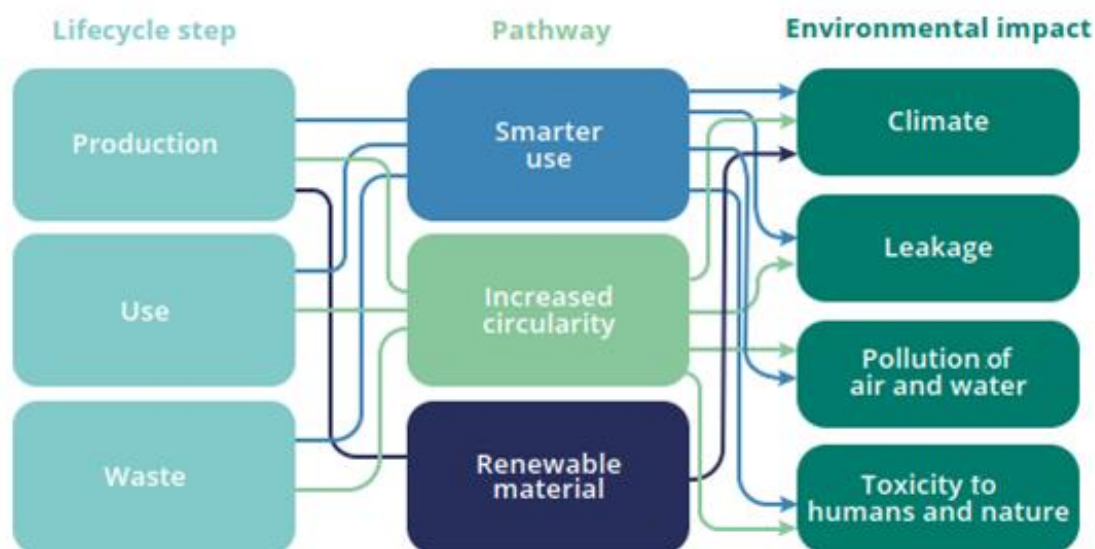 Lifecycle step
Pathway
Environmental impact
Production
Smarter
use
Climate
Leakage
Use
Increased
circularity
Pollution of
air and water
Waste
Renewable
material
Toxicity to
humans and nature